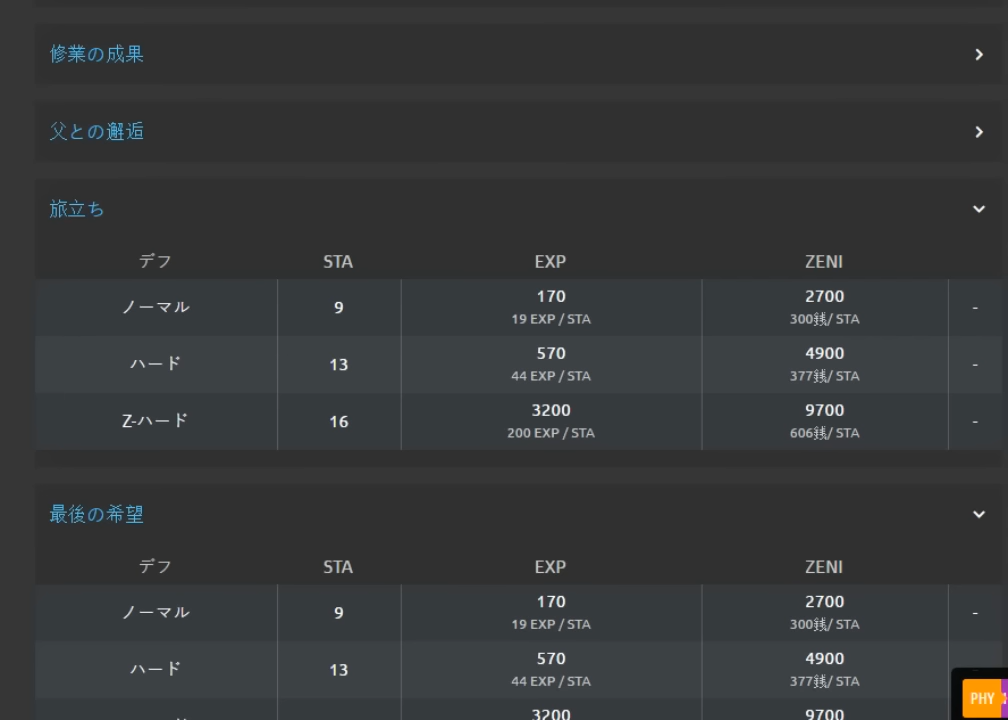 修業の成果
父との邂逅
旅立ち
デフ STA EXP ZENI
ノーマル 9 170 2700 -
19 EXP / STA 300銭/ STA
ハード 13 570 4900 -
44 EXP / STA 377銭/ STA
Z-ハード 16 3200 9700 -
200 EXP / STA 606銭/ STA
最後の希望
デフ STA EXP ZENI
ノーマル 9 170 2700 -
19 EXP / STA 300銭/ STA
ハード 13 570 4900
44 EXP / STA 377銭/ STA
3200 9700
PHY